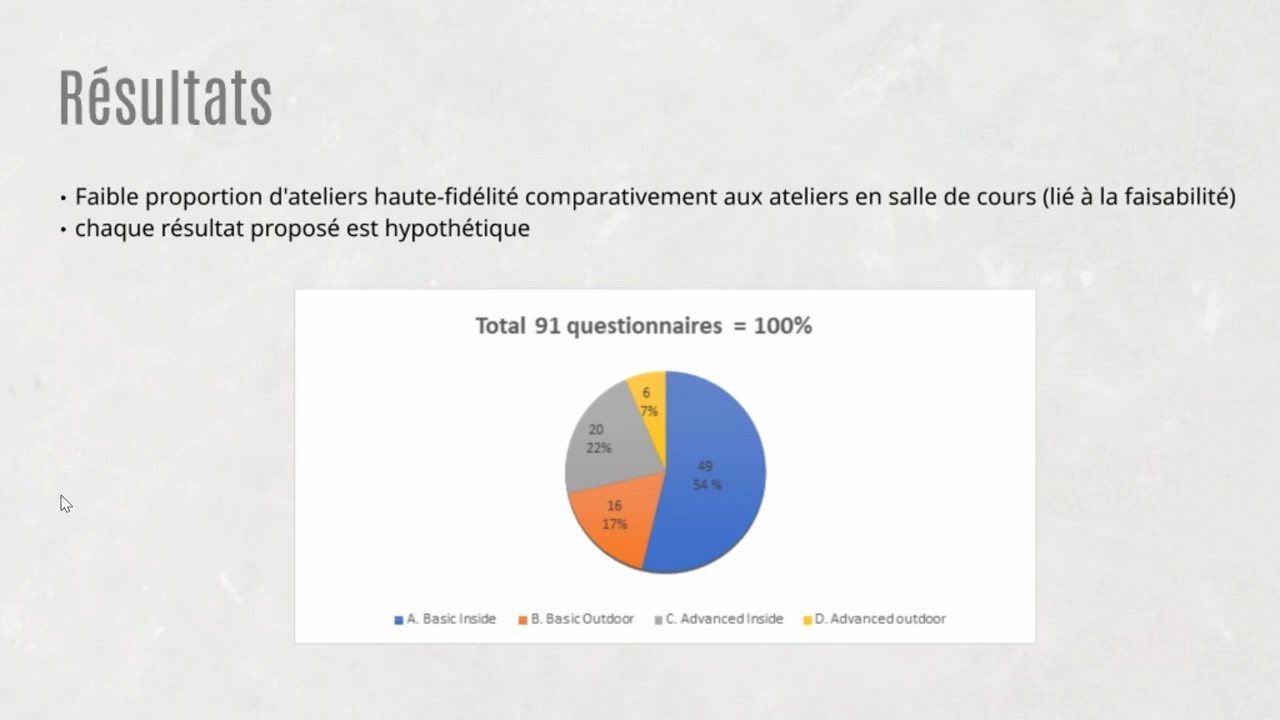 Résultats
• Faible proportion d'ateliers haute-fidélité comparativement aux ateliers en salle de cours (lié à la faisabilité)
• chaque résultat proposé est hypothétique
Total 91 questionnaires = 100%
6
7%
20
22%
49
54 %
16
17%
A. Basic Inside B. Basic Outdoor C. Advanced Inside D. Advanced outdoor